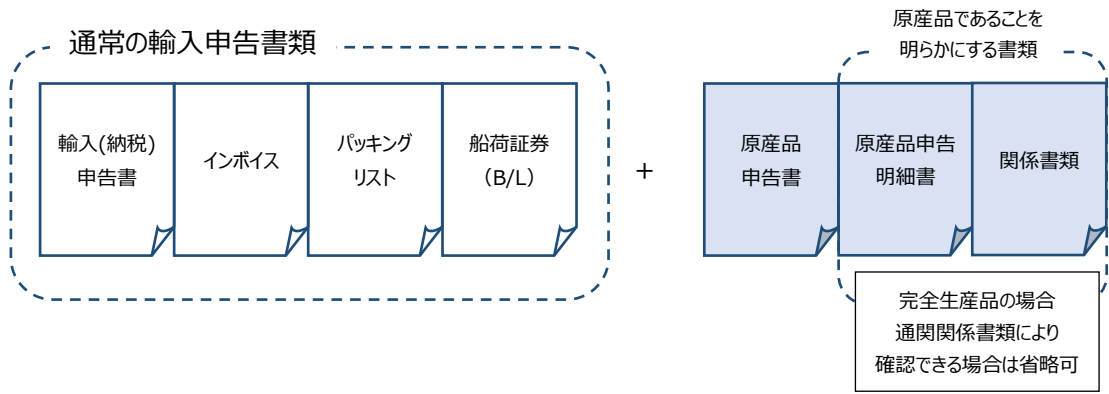 通常の輸入申告書類
輸入(納税)
申告書
インボイス
パッキング
リスト
船荷証券
（B/L）
+
原産品であることを
明らかにする書類
原産品
申告書
原産品申告
明細書
関係書類
完全生産品の場合
通関関係書類により
確認できる場合は省略可